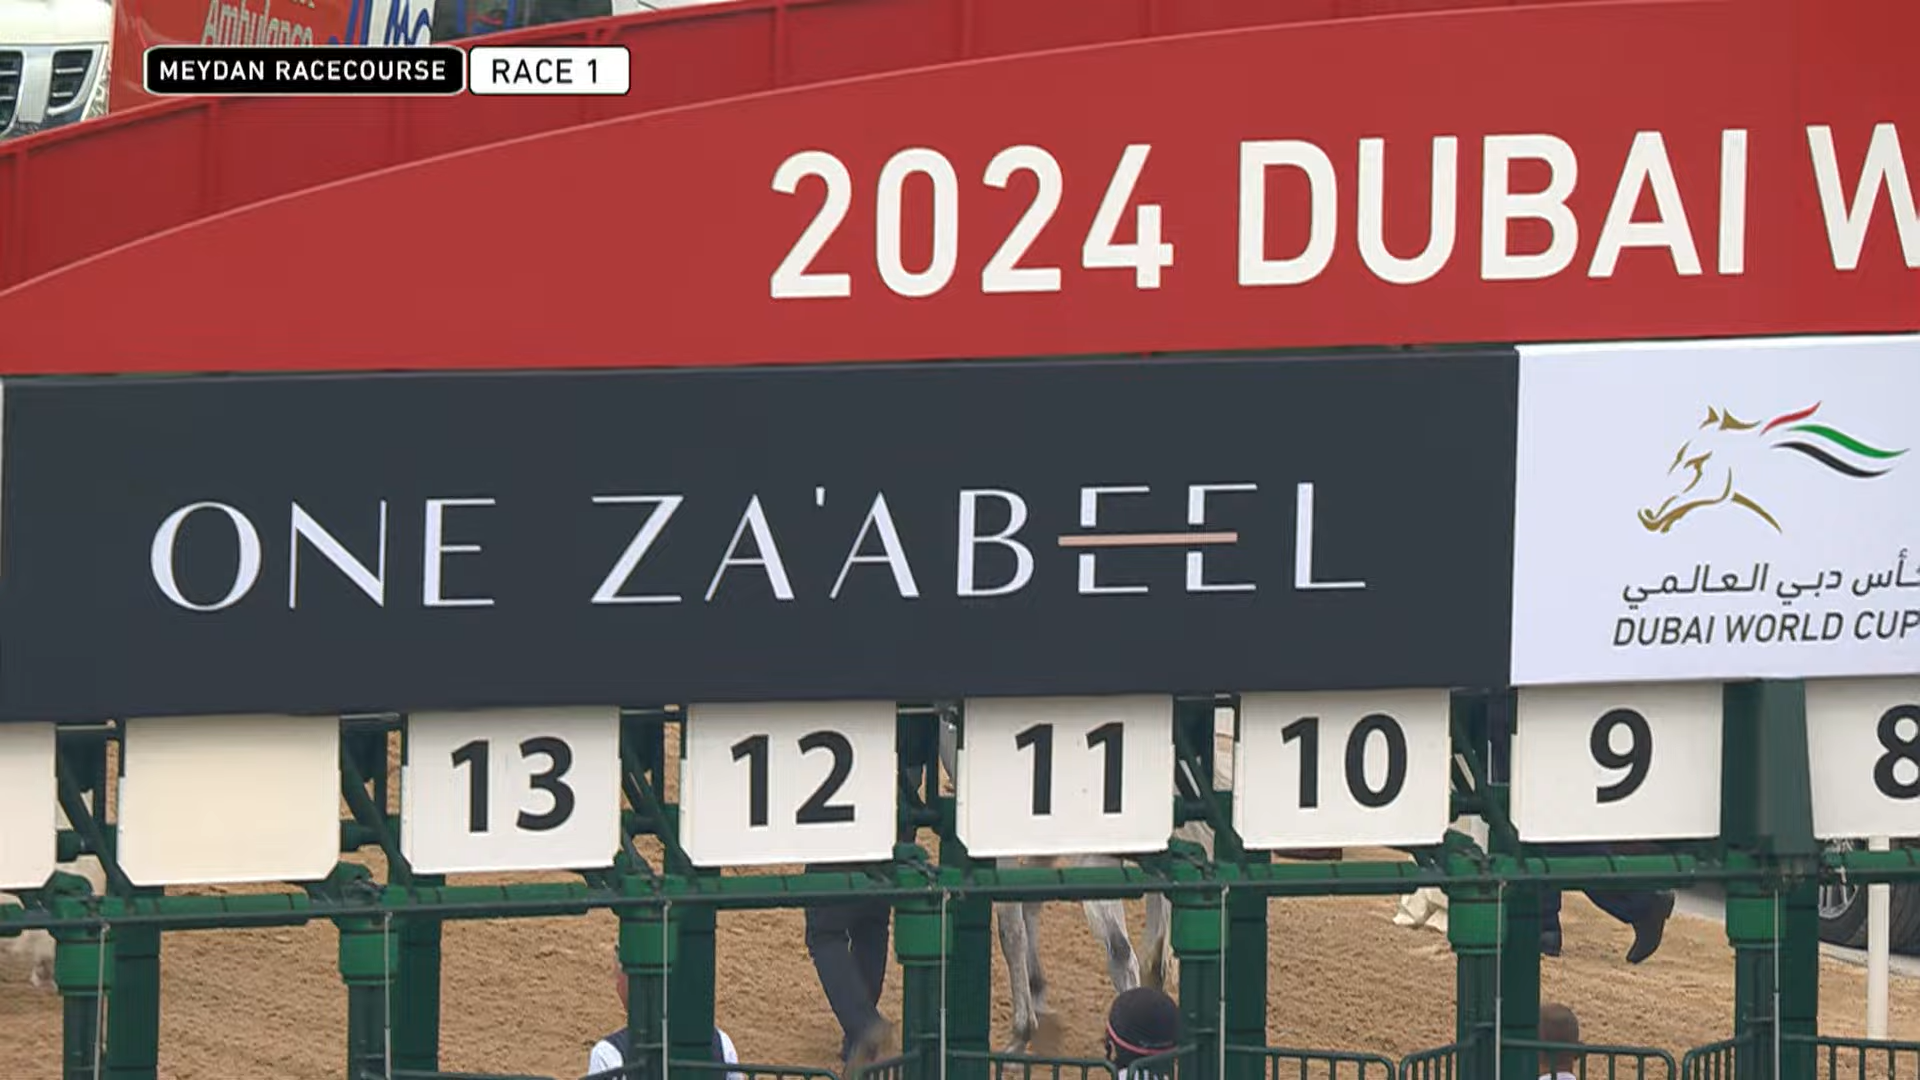 Ambulance
MEYDAN RACECOURSE
RACE 1
2024 DUBAI W
ONE ZA'ABEEL
كأس دبي العالمي
DUBAI WORLD CUP
13
12
11
10
9
8